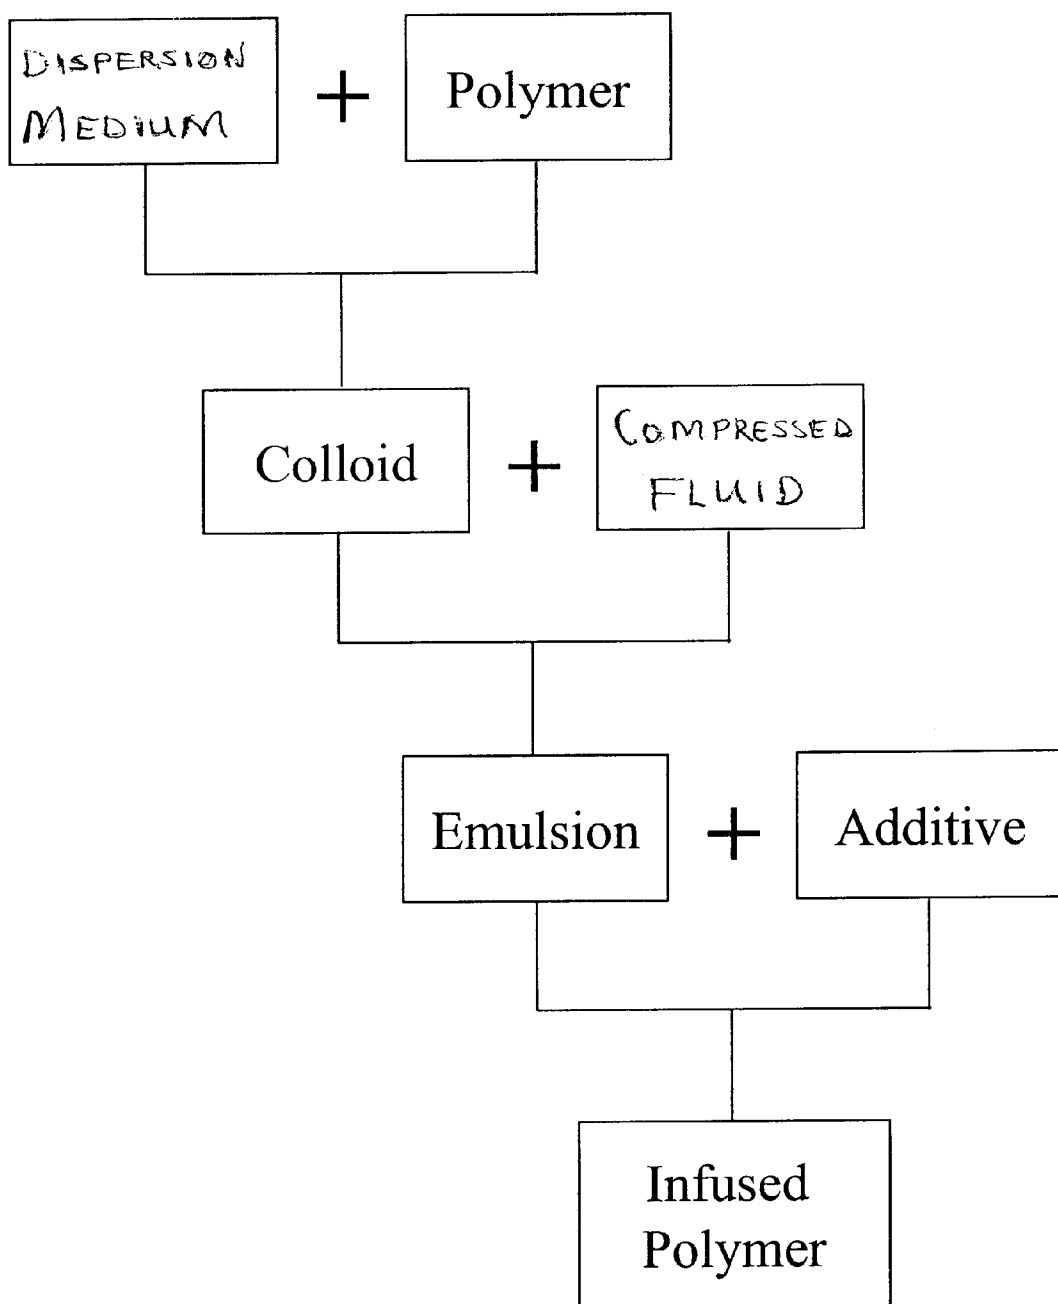 DISPERSION
MEDIUM
+
Polymer
Colloid
+
COMPRESSED
FLUID
Emulsion
+
Additive
Infused
Polymer